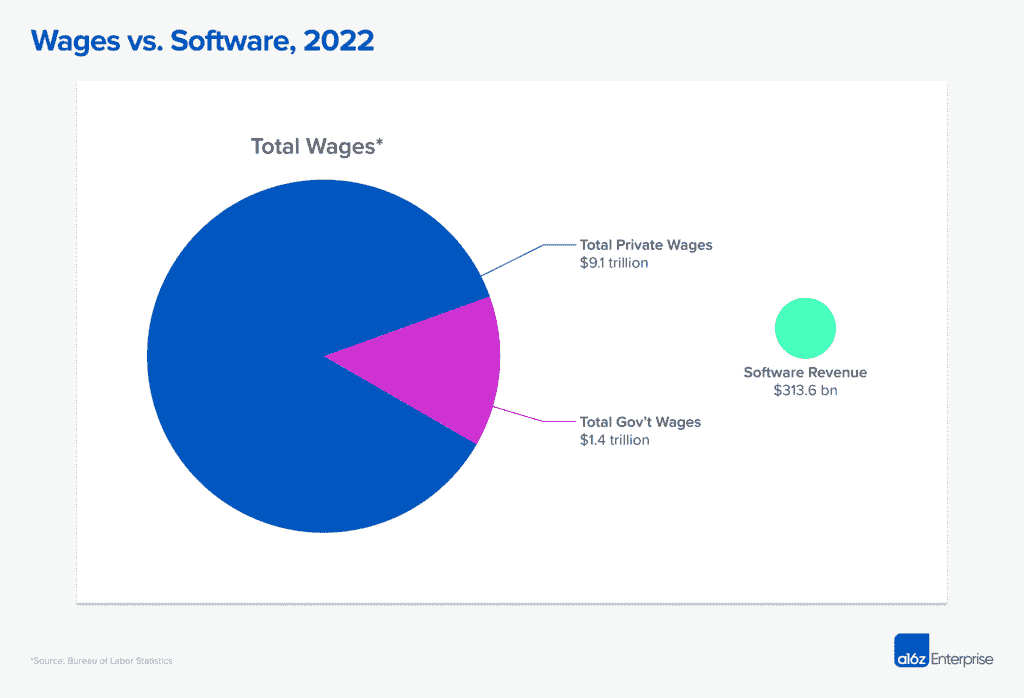 Wages vs. Software, 2022
Total Wages*
Total Private Wages
$9.1 trillion
Total Gov't Wages
$1.4 trillion
Software Revenue
$313.6 bn
*Source: Bureau of Labor Statistics
a16z Enterprise